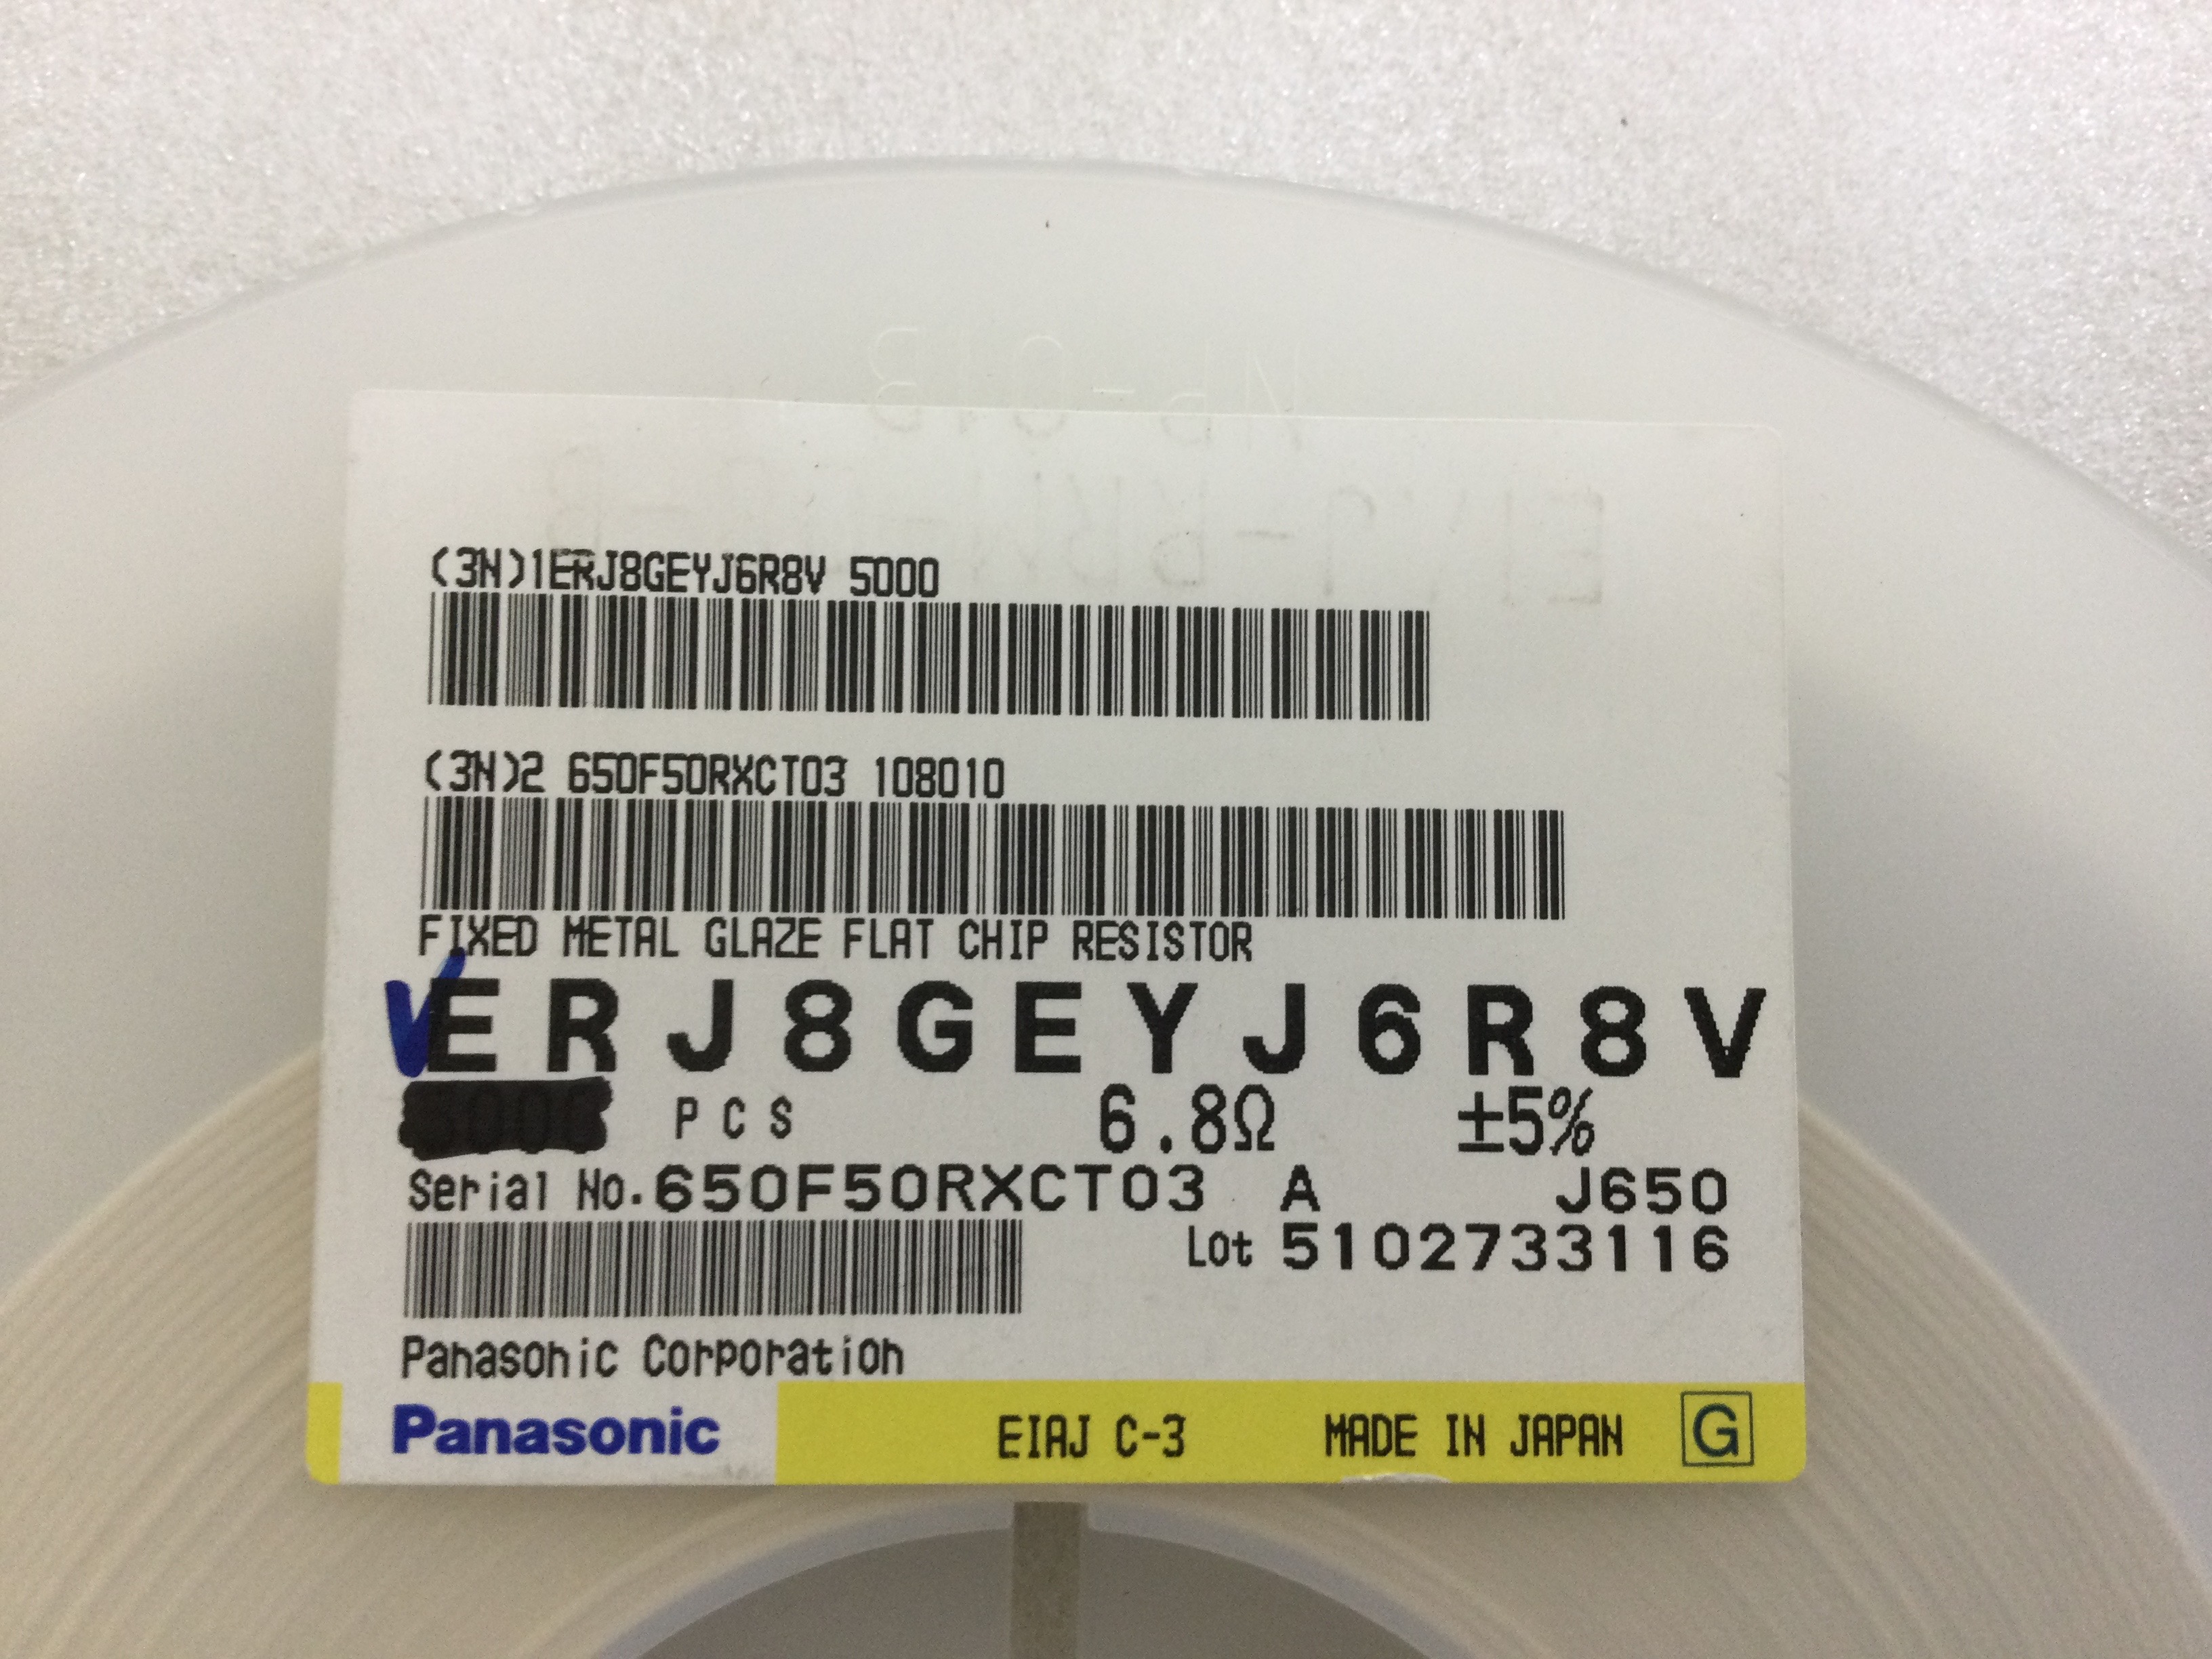 (3N)1ERJ8GEYJ6R8V 5000
(3N)2 650F50RXCT03 108010
FIXED METAL GLAZE FLAT CHIP RESISTOR
ERJ8GEYJ6R8V
PCS 6.8Ω ±5%
Serial No.650F50RXCT03 A J650
Lot 5102733116
Panasonic Corporation
Panasonic EIAJ C-3 MADE IN JAPAN G